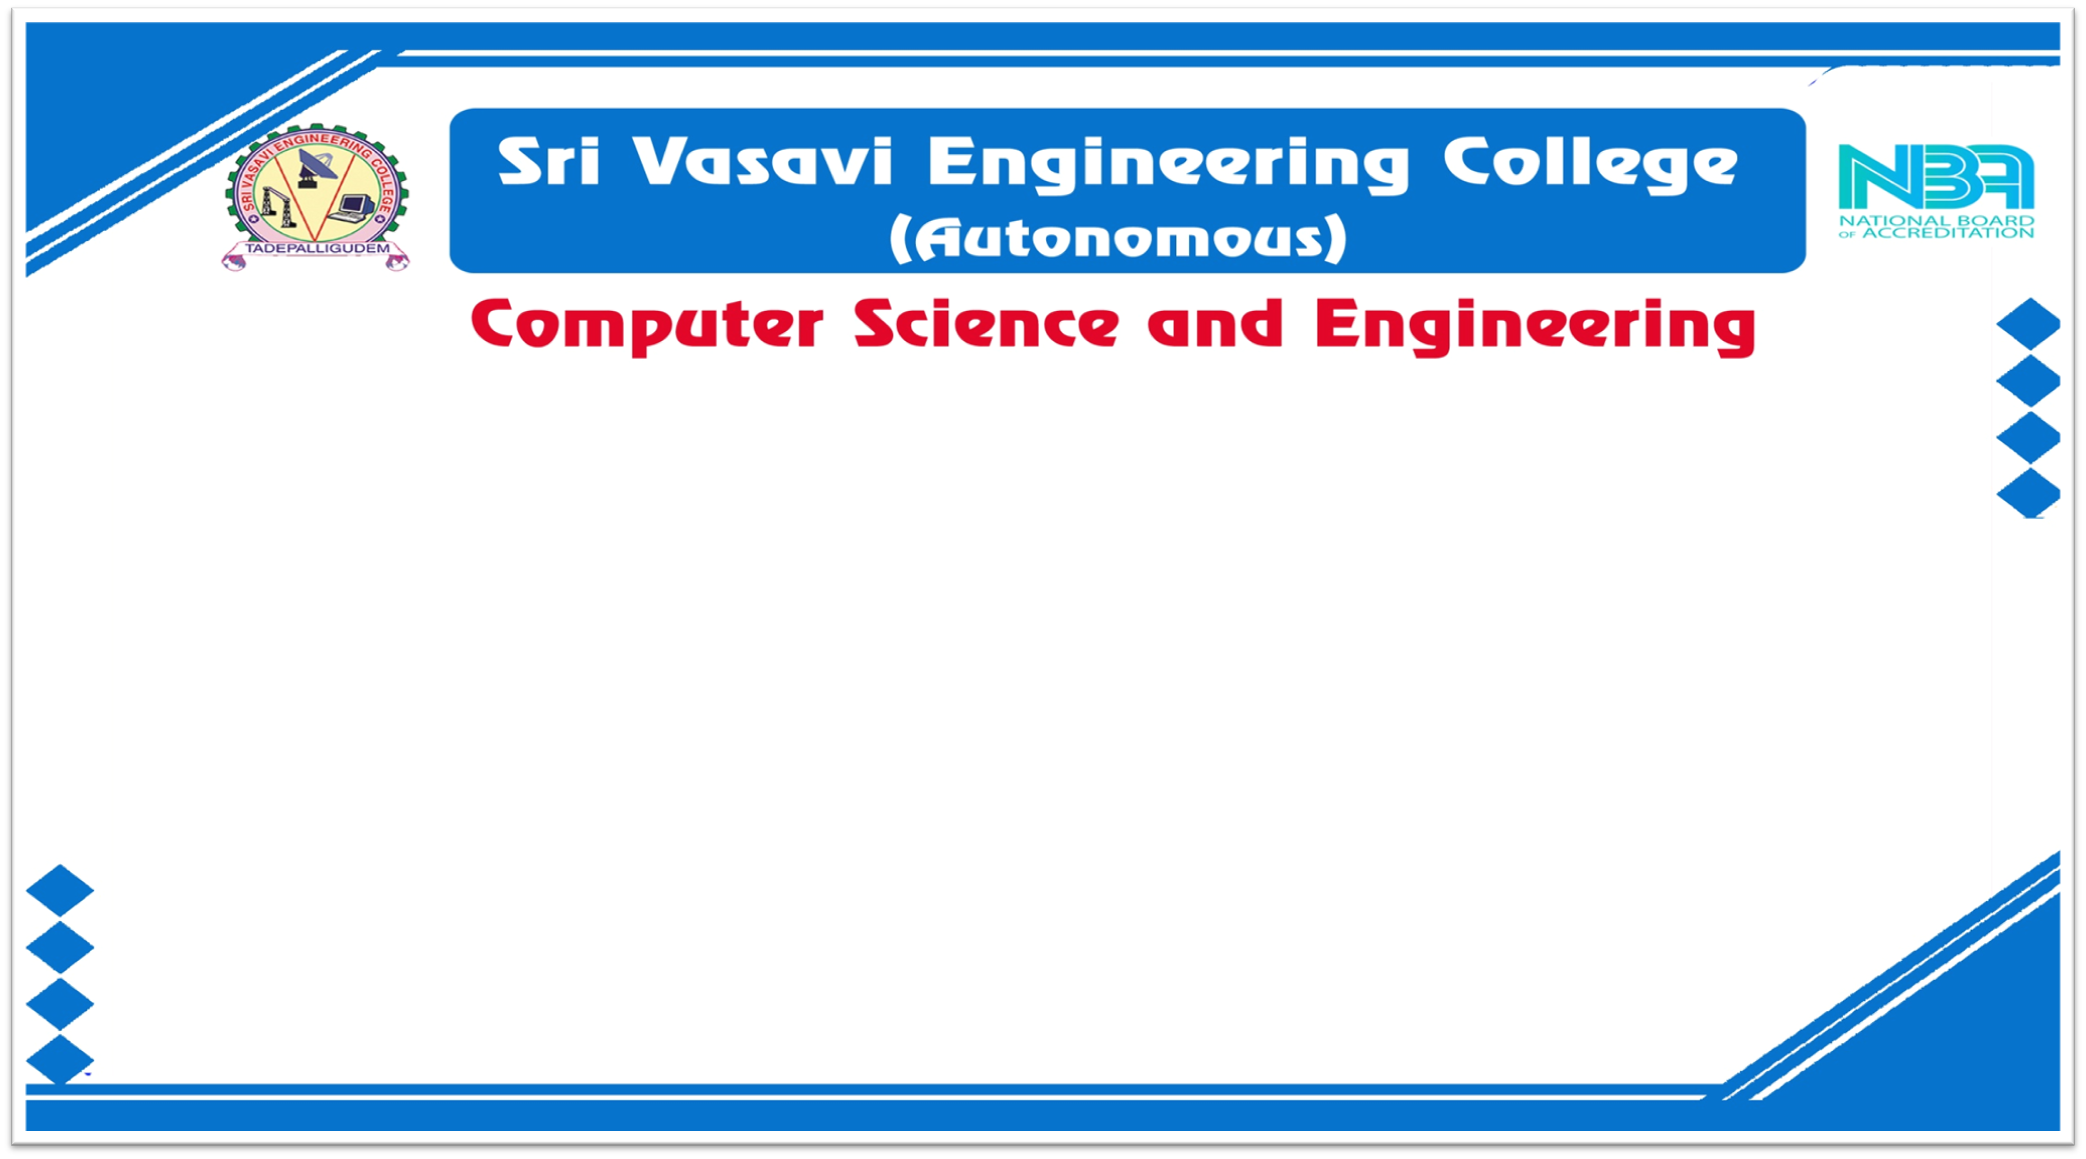 SRI VASAVI ENGINEERING COLLEGE
TADEPALLIGUDEM
Sri Vasavi Engineering College
(Autonomous)
NBA
NATIONAL BOARD
OF ACCREDITATION
Computer Science and Engineering